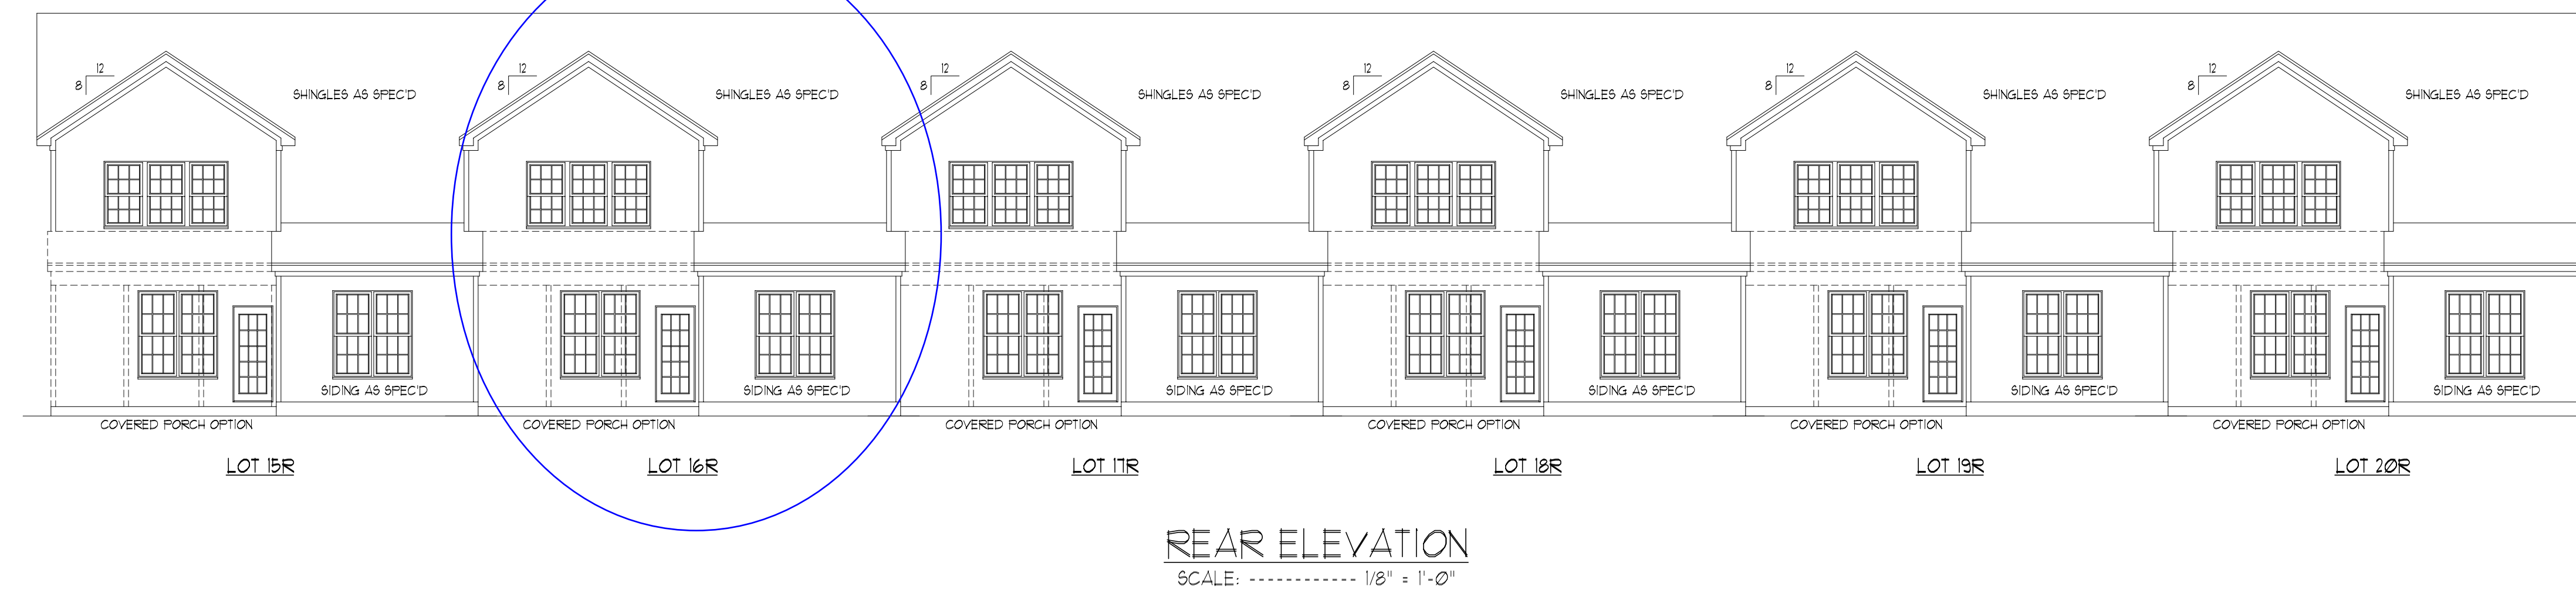 12
8
SHINGLES AS SPEC'D
12
8
SHINGLES AS SPEC'D
12
8
SHINGLES AS SPEC'D
12
8
SHINGLES AS SPEC'D
12
8
SHINGLES AS SPEC'D
12
8
SHINGLES AS SPEC'D
SIDING AS SPEC'D
SIDING AS SPEC'D
SIDING AS SPEC'D
SIDING AS SPEC'D
SIDING AS SPEC'D
SIDING AS SPEC'D
COVERED PORCH OPTION
COVERED PORCH OPTION
COVERED PORCH OPTION
COVERED PORCH OPTION
COVERED PORCH OPTION
COVERED PORCH OPTION
LOT 15R
LOT 16R
LOT 17R
LOT 18R
LOT 19R
LOT 20R
REAR ELEVATION
SCALE: ------------ 1/8" = 1'-0"